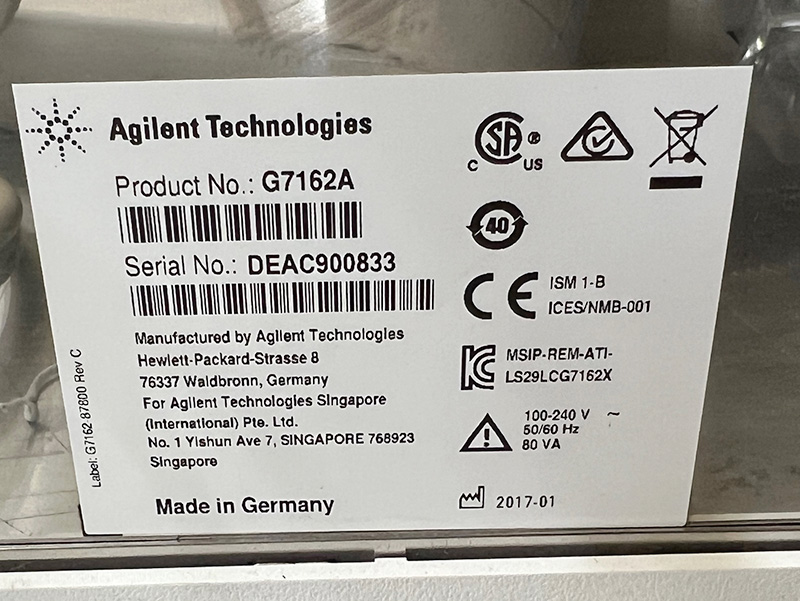 Agilent Technologies
Product No.: G7162A
Serial No.: DEAC900833
Manufactured by Agilent Technologies
Hewlett-Packard-Strasse 8
76337 Waldbronn, Germany
For Agilent Technologies Singapore
(International) Pte. Ltd.
No. 1 Yishun Ave 7, SINGAPORE 768923
Singapore
Made in Germany
Label: G7162-87800 Rev C
C SA ® US
40
CE ISM 1-B
ICES/NMB-001
MSIP-REM-ATI-
LS29LCG7162X
100-240 V ~
50/60 Hz
80 VA
2017-01